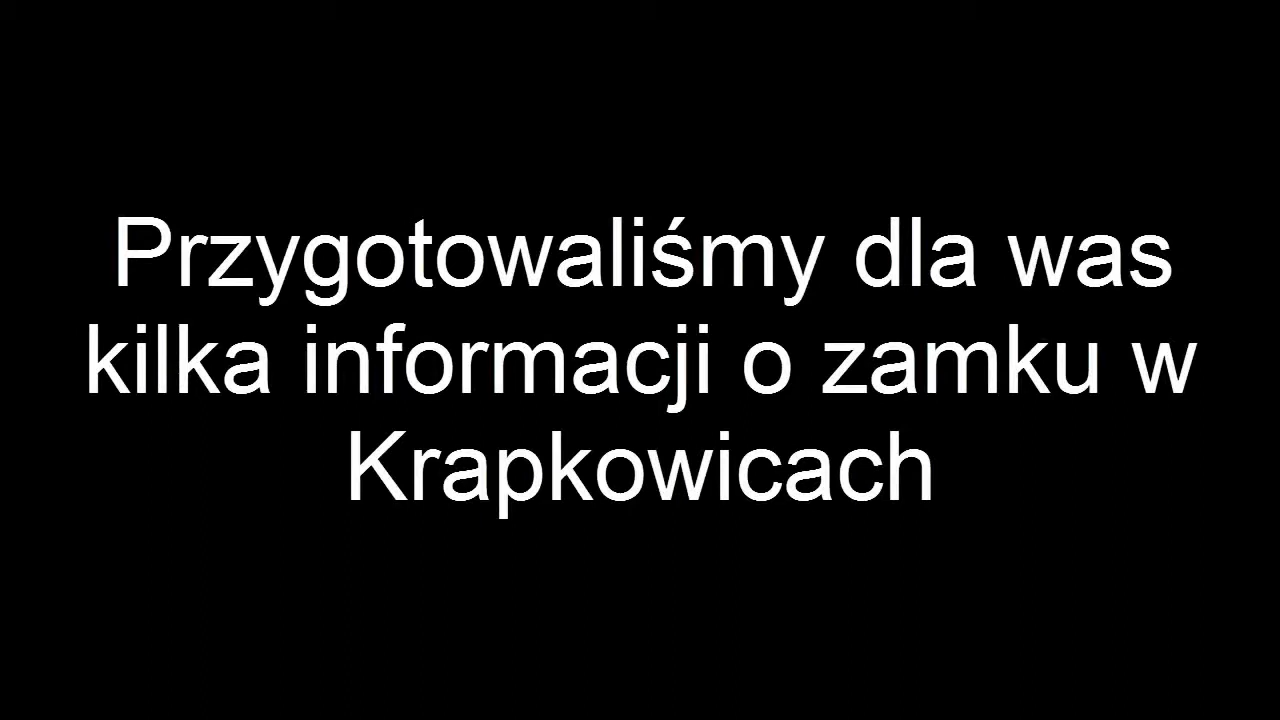 Przygotowaliśmy dla was
kilka informacji o zamku w
Krapkowicach